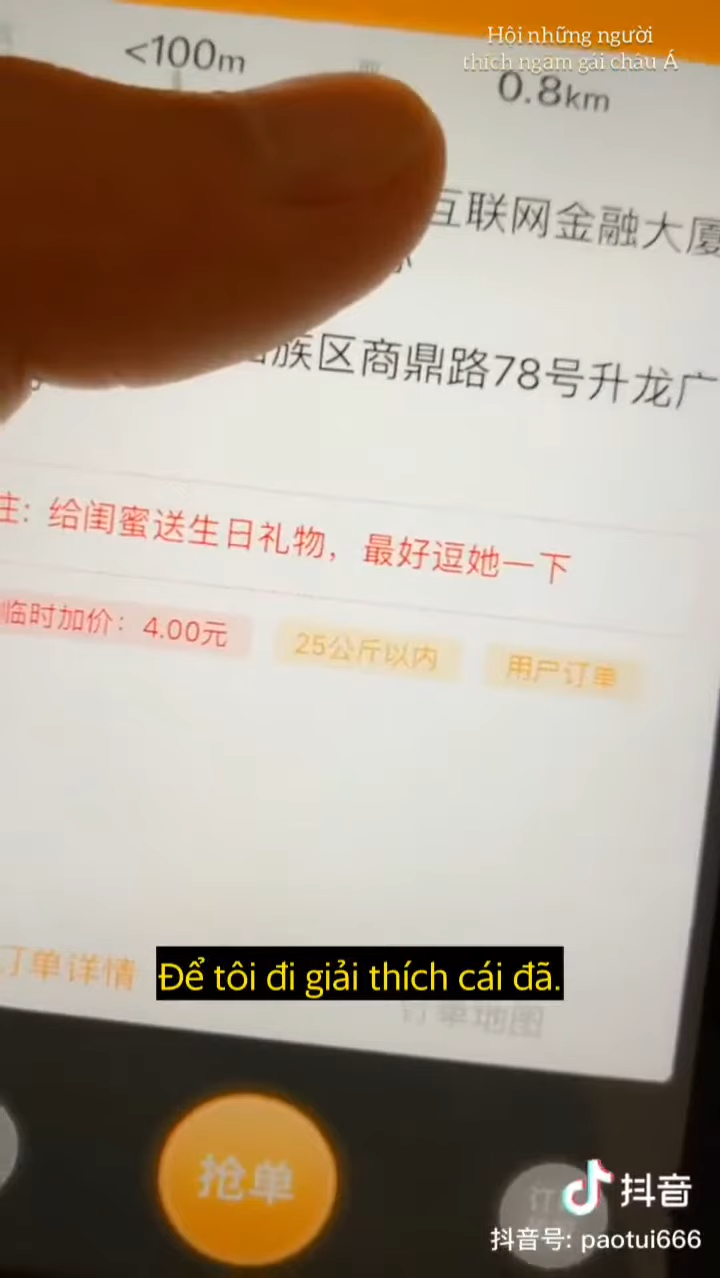 Hội những người
thích ngam gái châu Á
<100m
0.8km
互联网金融大厦
族区商鼎路78号升龙广
注: 给闺蜜送生日礼物，最好逗她一下
临时加价: 4.00元
25公斤以内
用户订单
订单详情
Để tôi đi giải thích cái đã.
订单地图
抢单
抖音
抖音号: paotui666